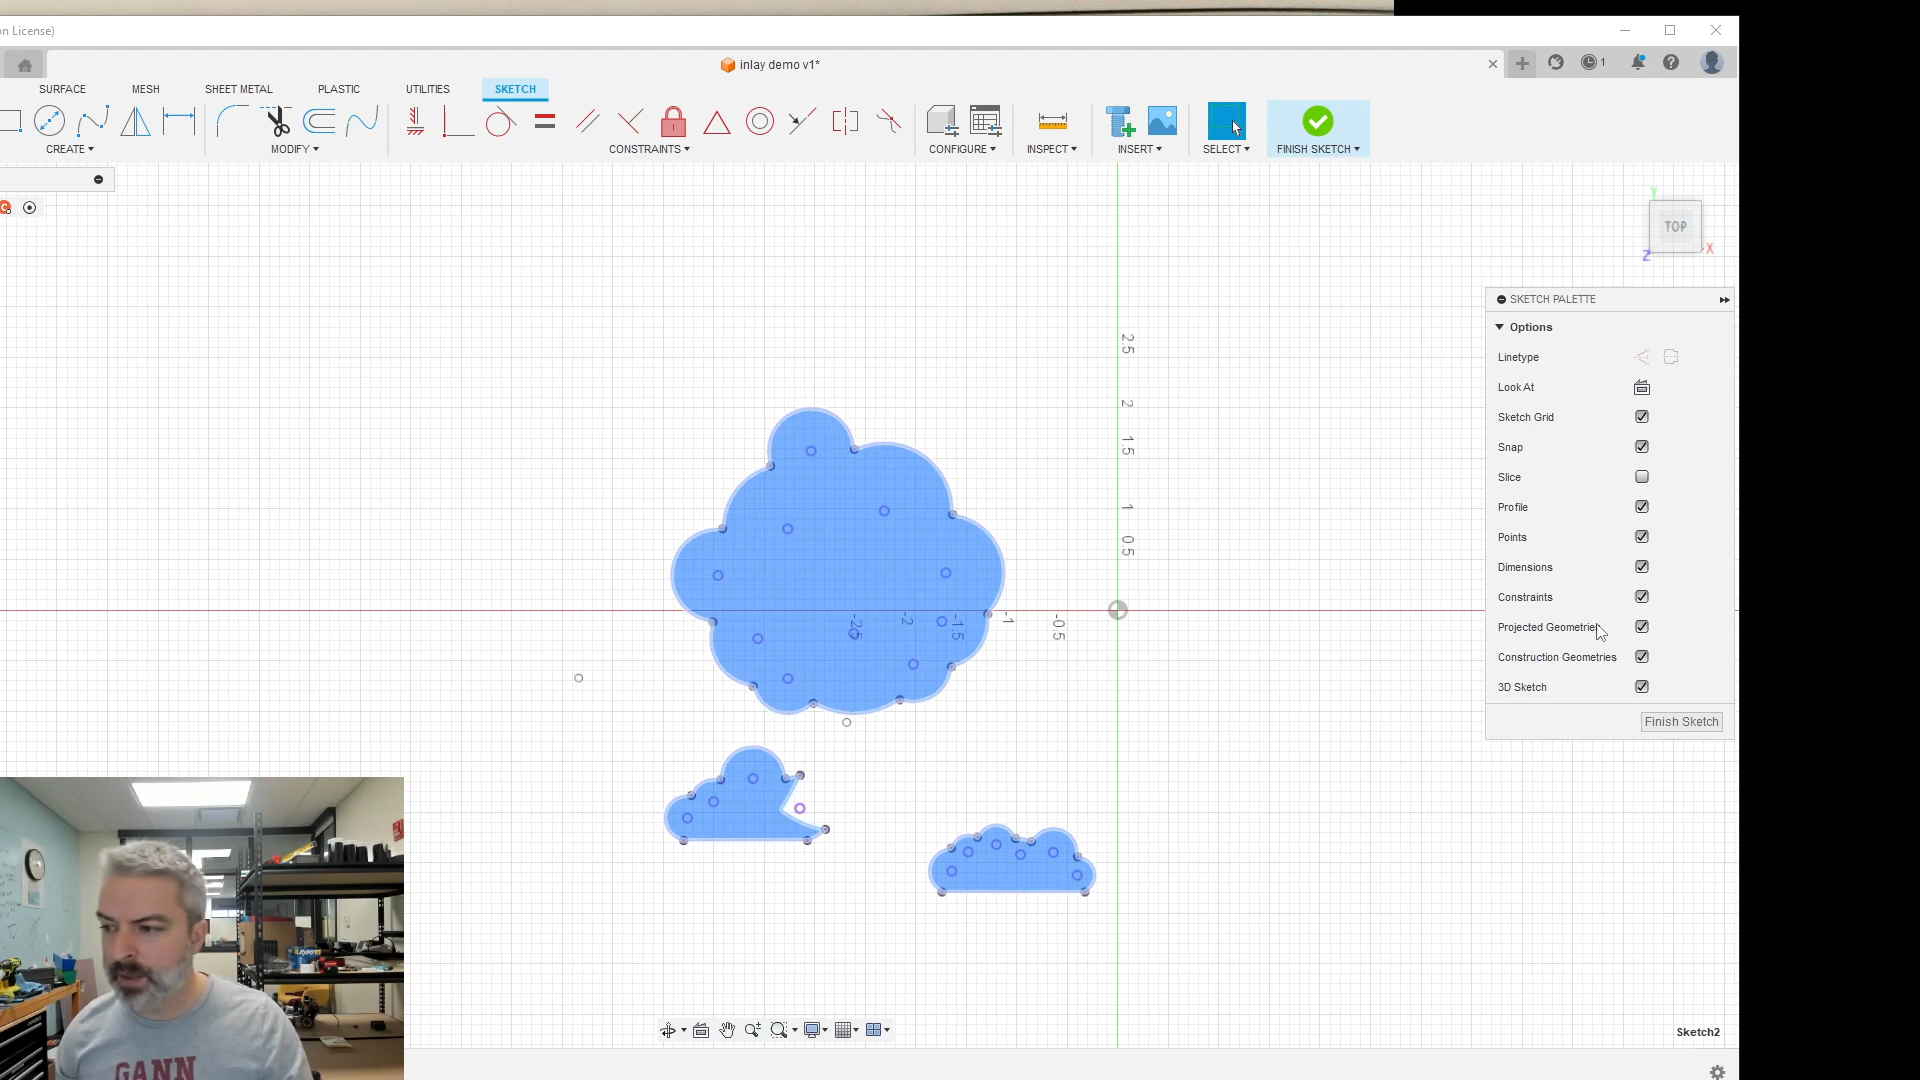 on License)
inlay demo v1*
1
SURFACE
MESH
SHEET METAL
PLASTIC
UTILITIES
SKETCH
CREATE
MODIFY
CONSTRAINTS
CONFIGURE
INSPECT
INSERT
SELECT
FINISH SKETCH
Y
TOP
X
Z
SKETCH PALETTE
Options
Linetype
Look At
Sketch Grid
Snap
Slice
Profile
Points
Dimensions
Constraints
Projected Geometries
Construction Geometries
3D Sketch
Finish Sketch
2.5
2
1.5
1
0.5
-2.5
-2
-1.5
-1
-0.5
GANN
Sketch2